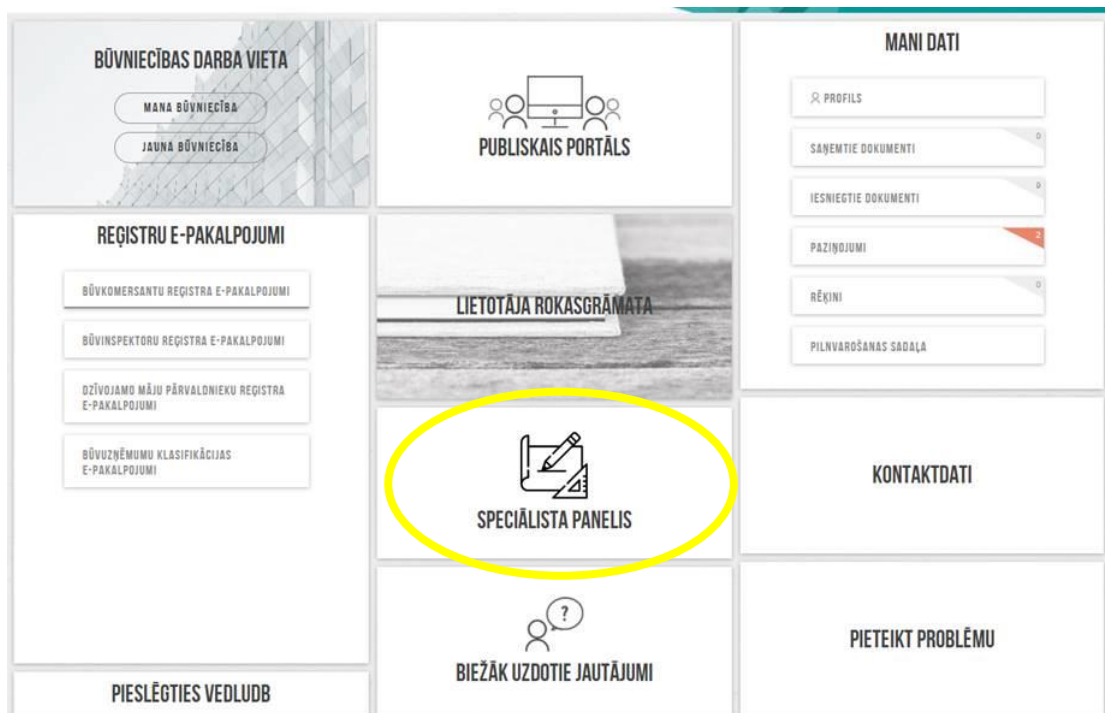 BŪVNIECĪBAS DARBA VIETA
MANA BŪVNIECĪBA
JAUNA BŪVNIECĪBA
REĢISTRU E-PAKALPOJUMI
BŪVKOMERSANTU REĢISTRA E-PAKALPOJUMI
BŪVINSPEKTORU REĢISTRA E-PAKALPOJUMI
DZĪVOJAMO MĀJU PĀRVALDNIEKU REĢISTRA
E-PAKALPOJUMI
BŪVUZŅĒMUMU KLASIFIKĀCIJAS
E-PAKALPOJUMI
PIESLĒGTIES VEDLUDB
PUBLISKAIS PORTĀLS
LIETOTĀJA ROKASGRĀMATA
SPECIĀLISTA PANELIS
?
BIEŽĀK UZDOTIE JAUTĀJUMI
MANI DATI
PROFILS
SAŅEMTIE DOKUMENTI 0
IESNIEGTIE DOKUMENTI 0
PAZIŅOJUMI 2
RĒĶINI 0
PILNVAROŠANAS SADAĻA
KONTAKTDATI
PIETEIKT PROBLĒMU